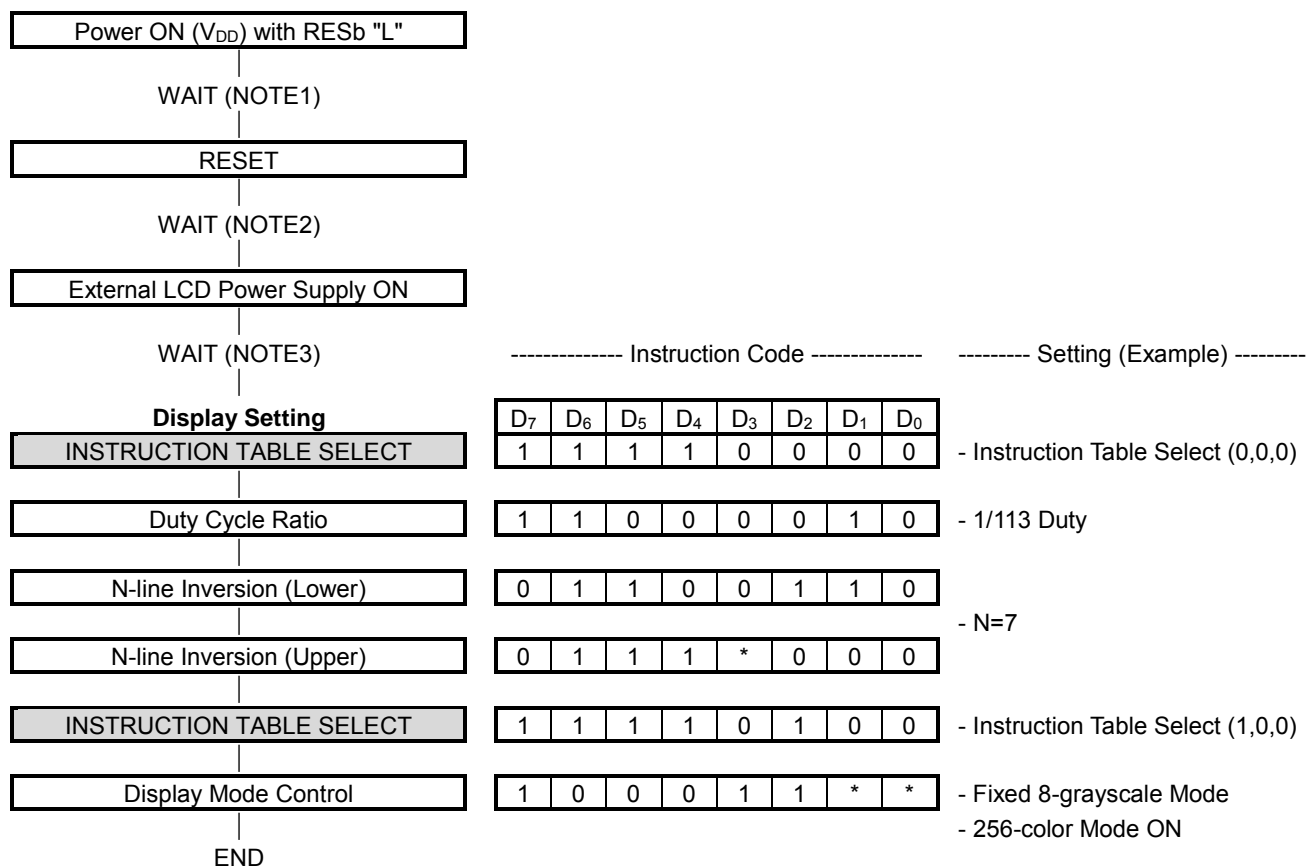 Power ON (VDD) with RESb "L"
WAIT (NOTE1)
RESET
WAIT (NOTE2)
External LCD Power Supply ON
WAIT (NOTE3) -------------- Instruction Code -------------- --------- Setting (Example) ---------
Display Setting D7 D6 D5 D4 D3 D2 D1 D0
INSTRUCTION TABLE SELECT 1 1 1 1 0 0 0 0 - Instruction Table Select (0,0,0)
Duty Cycle Ratio 1 1 0 0 0 0 1 0 - 1/113 Duty
N-line Inversion (Lower) 0 1 1 0 0 1 1 0
- N=7
N-line Inversion (Upper) 0 1 1 1 * 0 0 0
INSTRUCTION TABLE SELECT 1 1 1 1 0 1 0 0 - Instruction Table Select (1,0,0)
Display Mode Control 1 0 0 0 1 1 * * - Fixed 8-grayscale Mode
- 256-color Mode ON
END